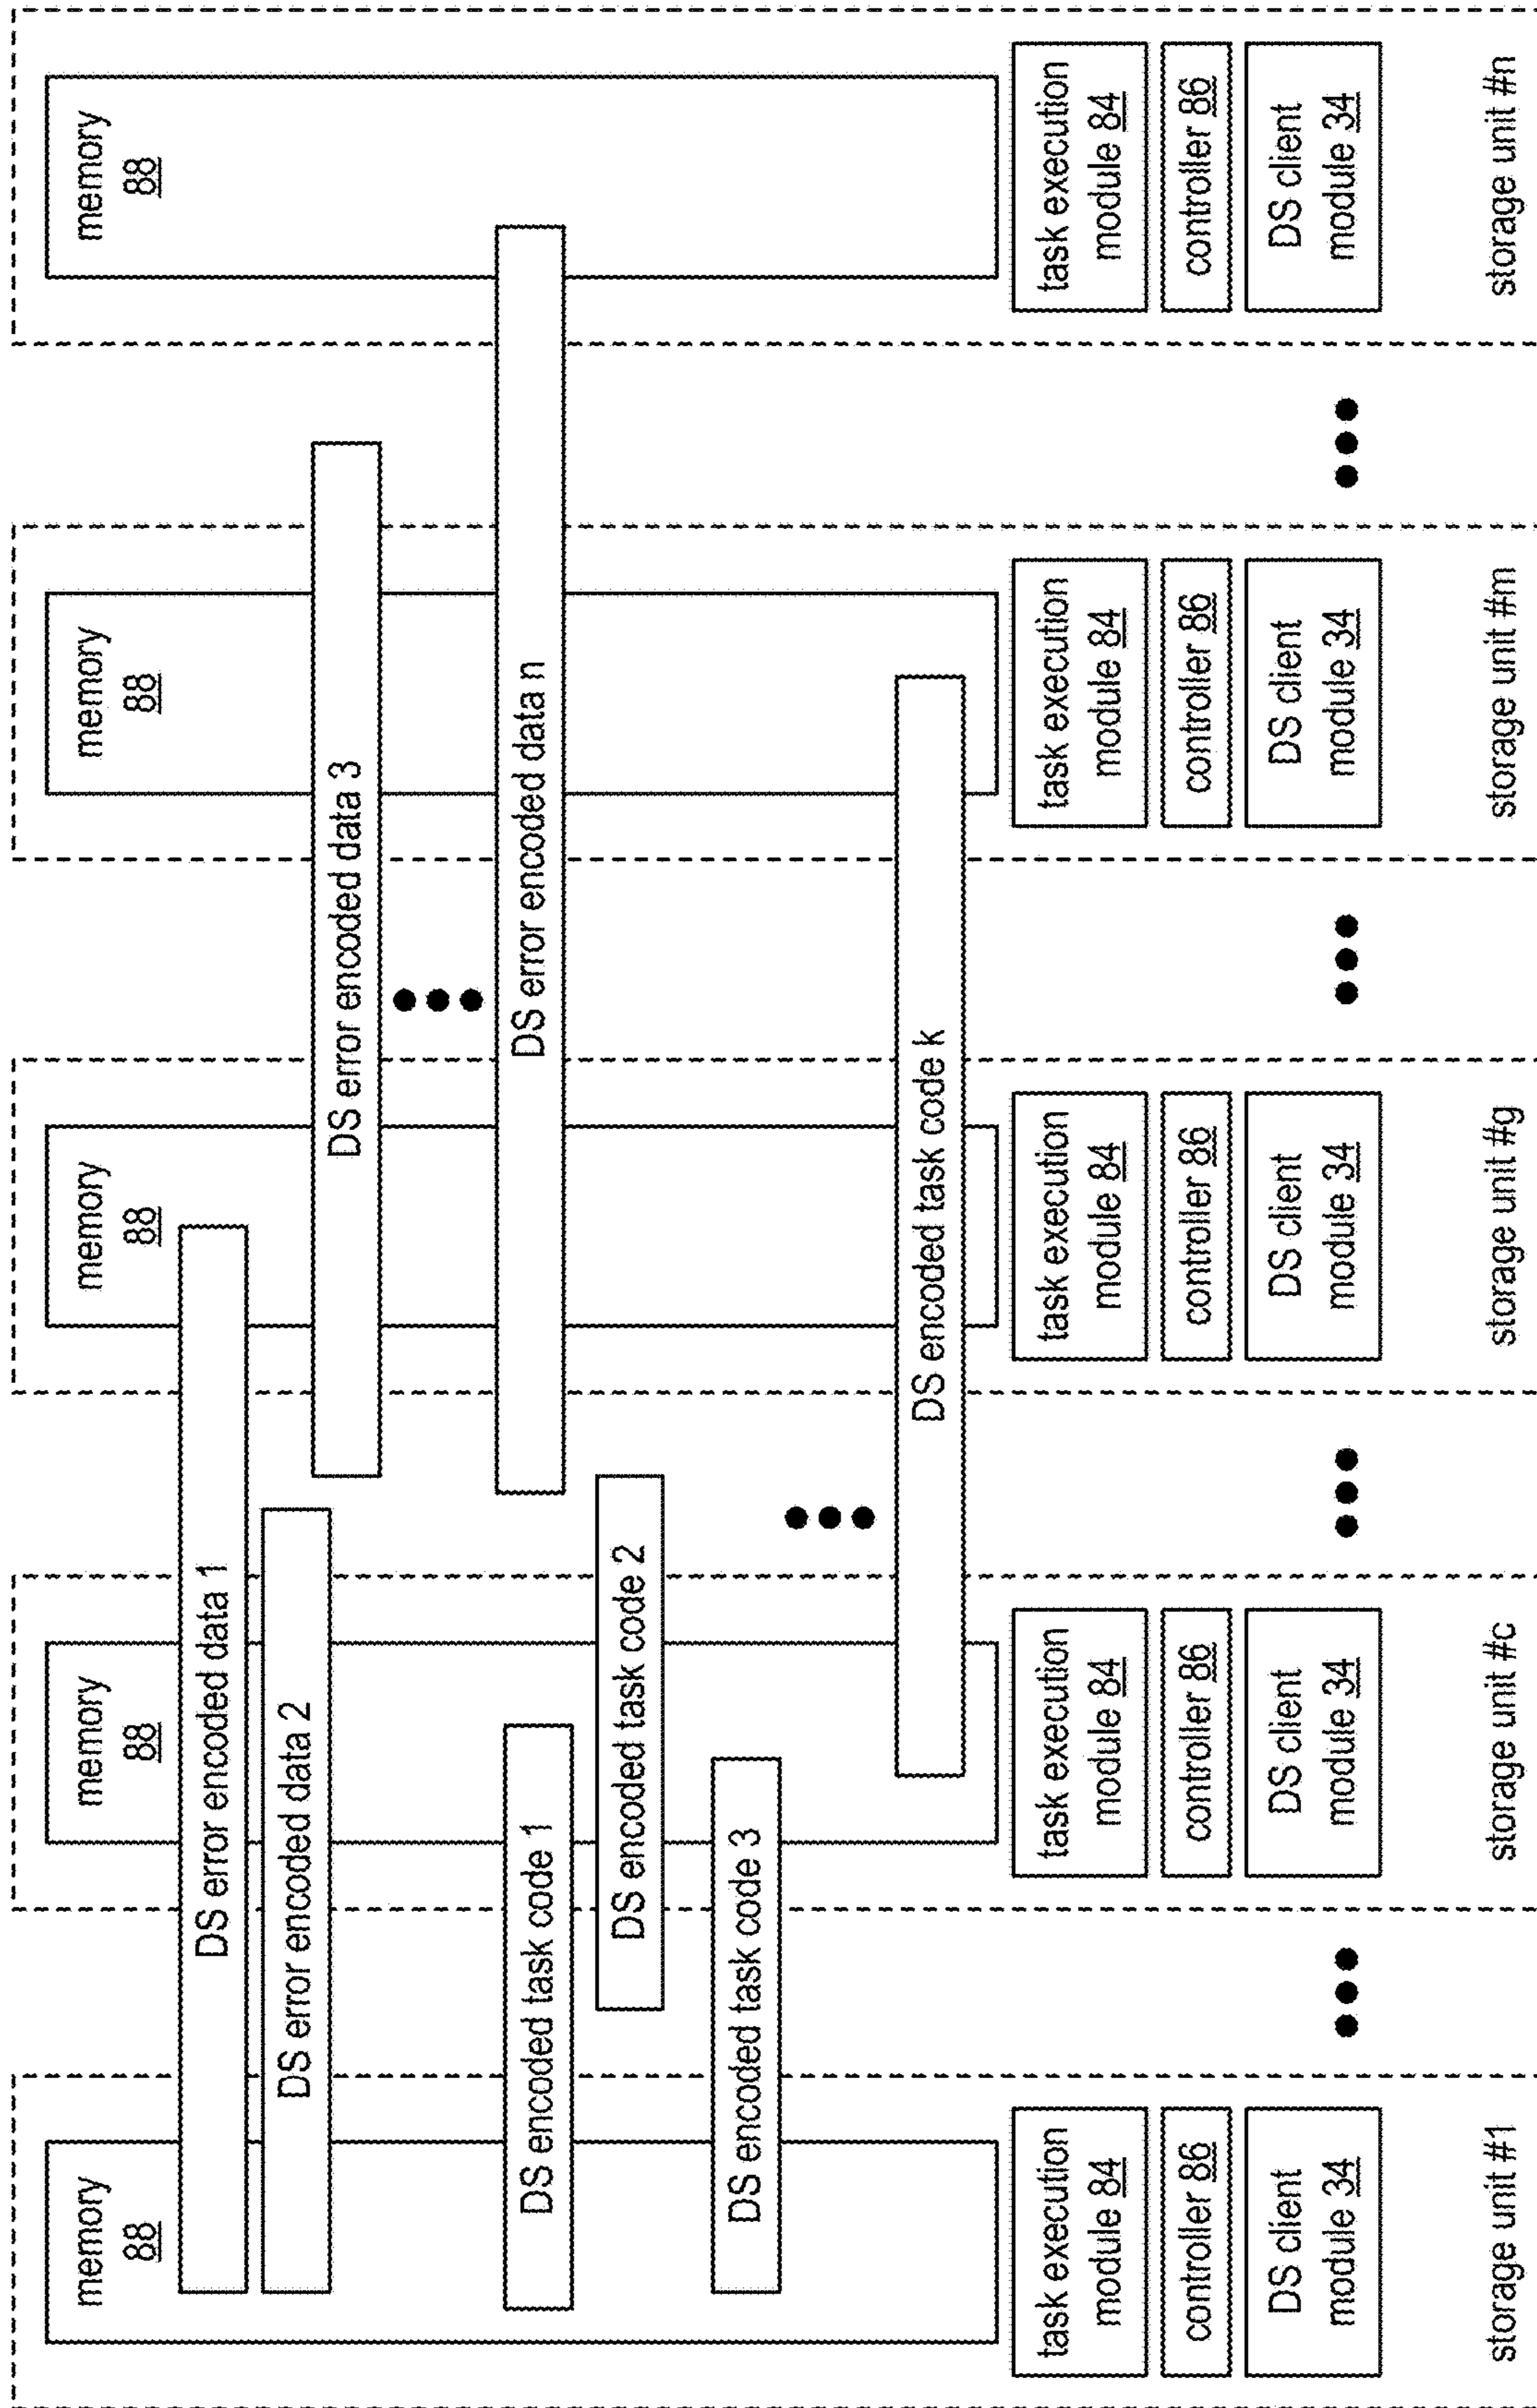 memory
88
memory
88
memory
88
memory
88
memory
88
DS error encoded data 1
DS error encoded data 2
DS error encoded data 3
DS error encoded data n
DS encoded task code 1
DS encoded task code 2
DS encoded task code 3
DS encoded task code k
task execution
module 84
controller 86
DS client
module 34
storage unit #1
task execution
module 84
controller 86
DS client
module 34
storage unit #c
task execution
module 84
controller 86
DS client
module 34
storage unit #g
task execution
module 84
controller 86
DS client
module 34
storage unit #m
task execution
module 84
controller 86
DS client
module 34
storage unit #n